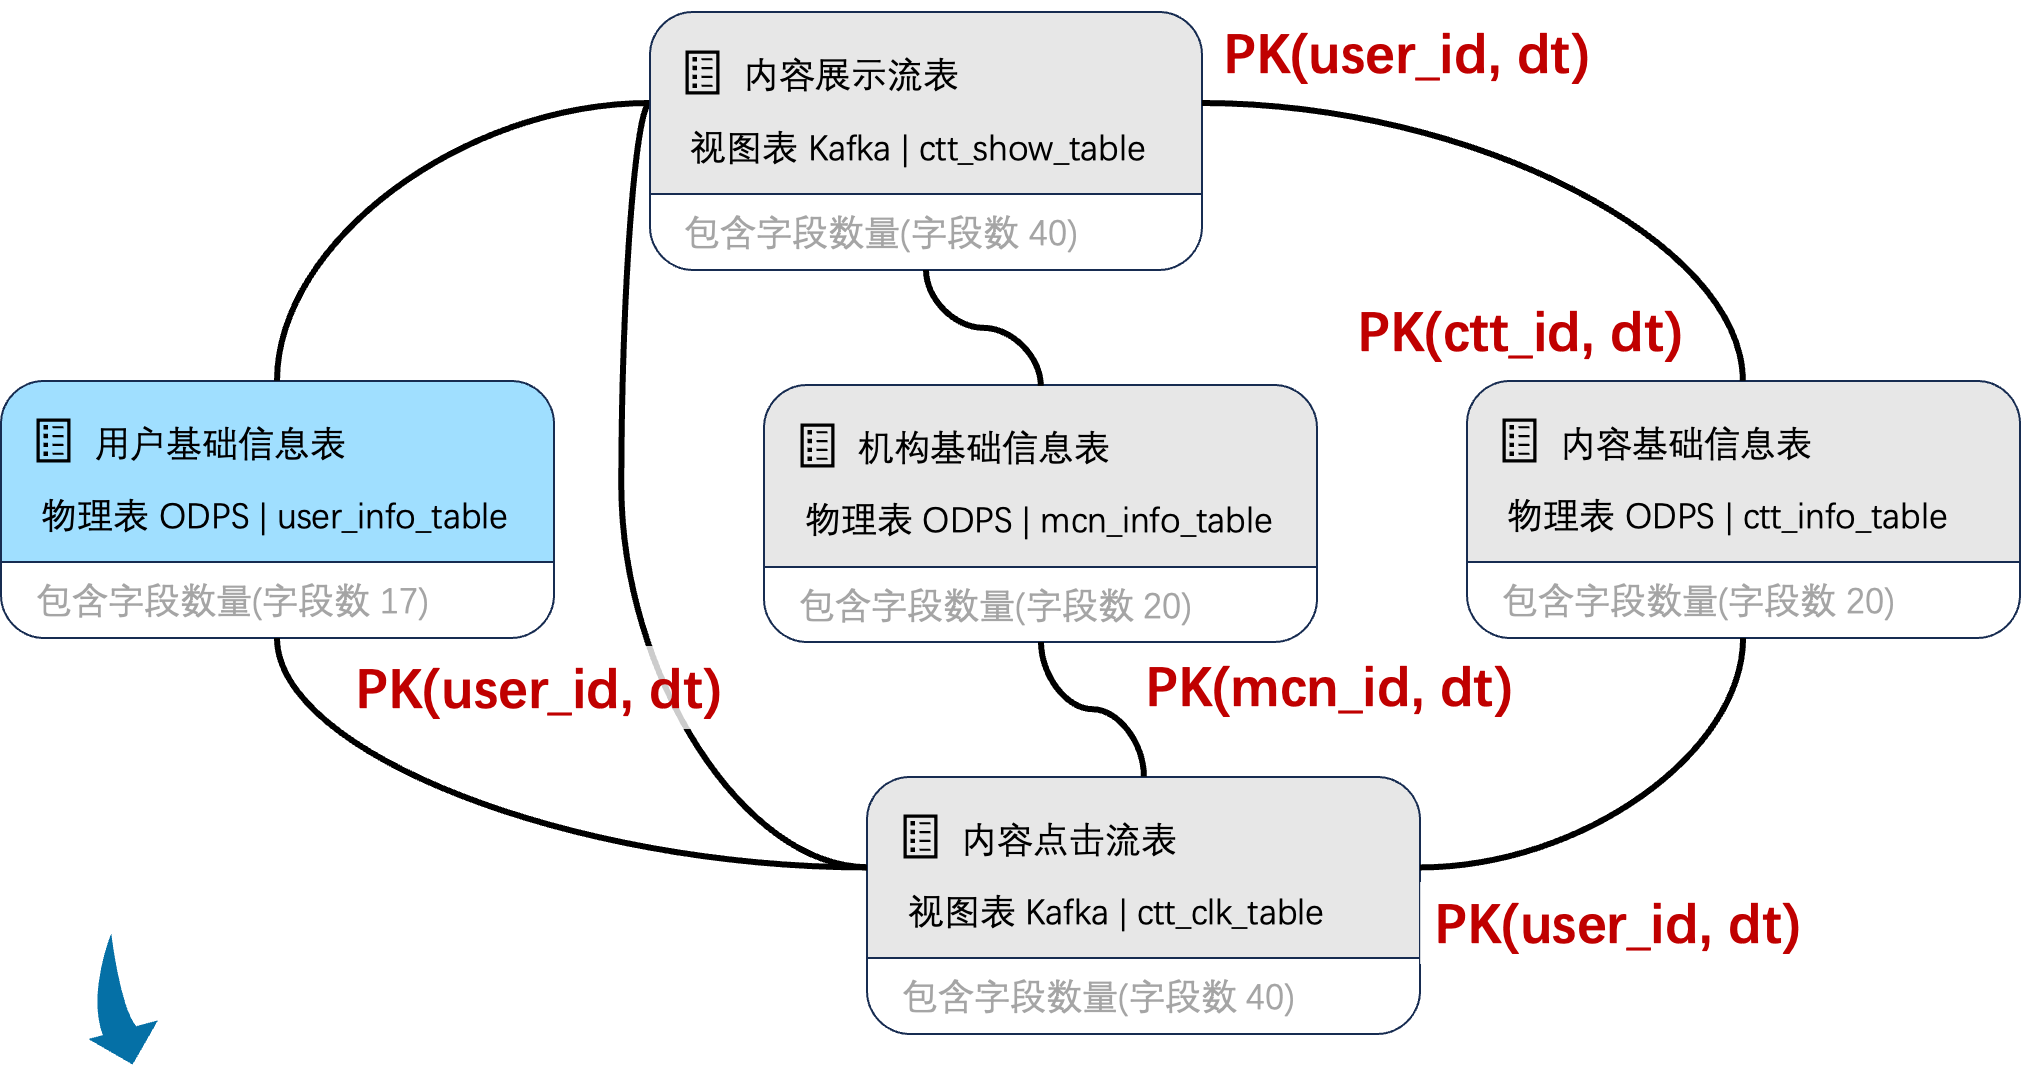 内容展示流表
视图表 Kafka | ctt_show_table
包含字段数量(字段数 40)
PK(user_id, dt)
用户基础信息表
物理表 ODPS | user_info_table
包含字段数量(字段数 17)
PK(user_id, dt)
机构基础信息表
物理表 ODPS | mcn_info_table
包含字段数量(字段数 20)
PK(mcn_id, dt)
PK(ctt_id, dt)
内容基础信息表
物理表 ODPS | ctt_info_table
包含字段数量(字段数 20)
内容点击流表
视图表 Kafka | ctt_clk_table
包含字段数量(字段数 40)
PK(user_id, dt)